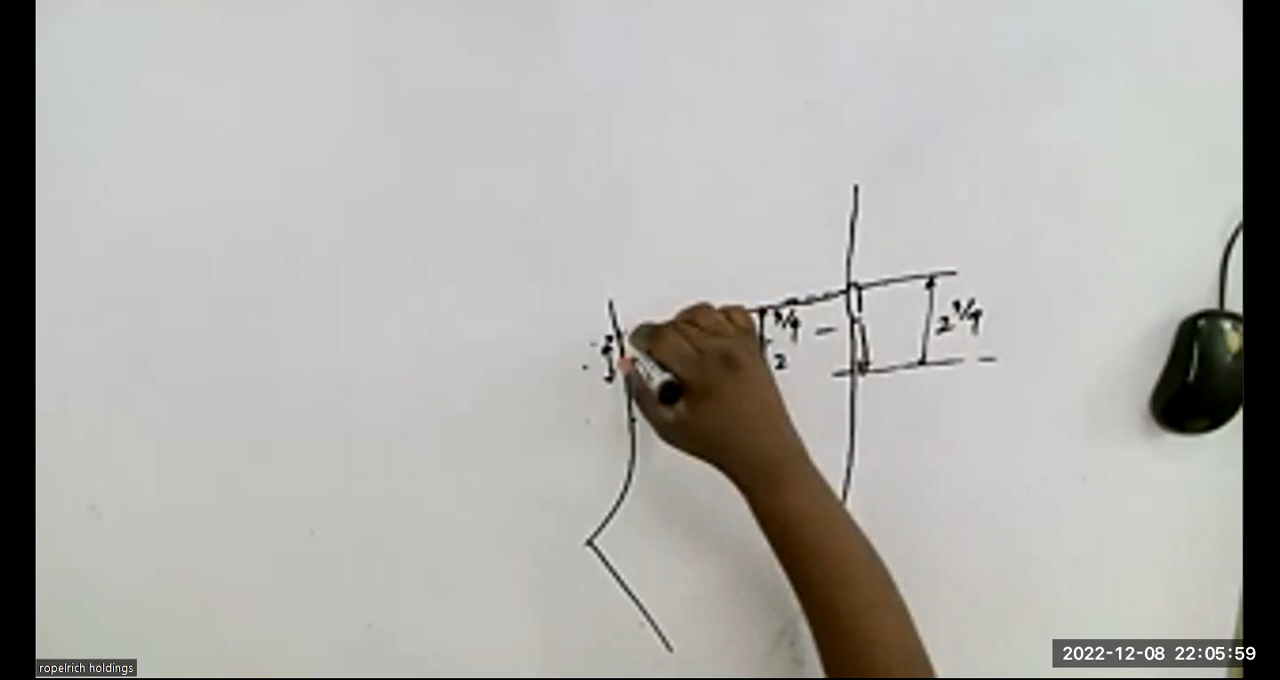 2 3/4
3/4
2
ropelrich holdings
2022-12-08 22:05:59